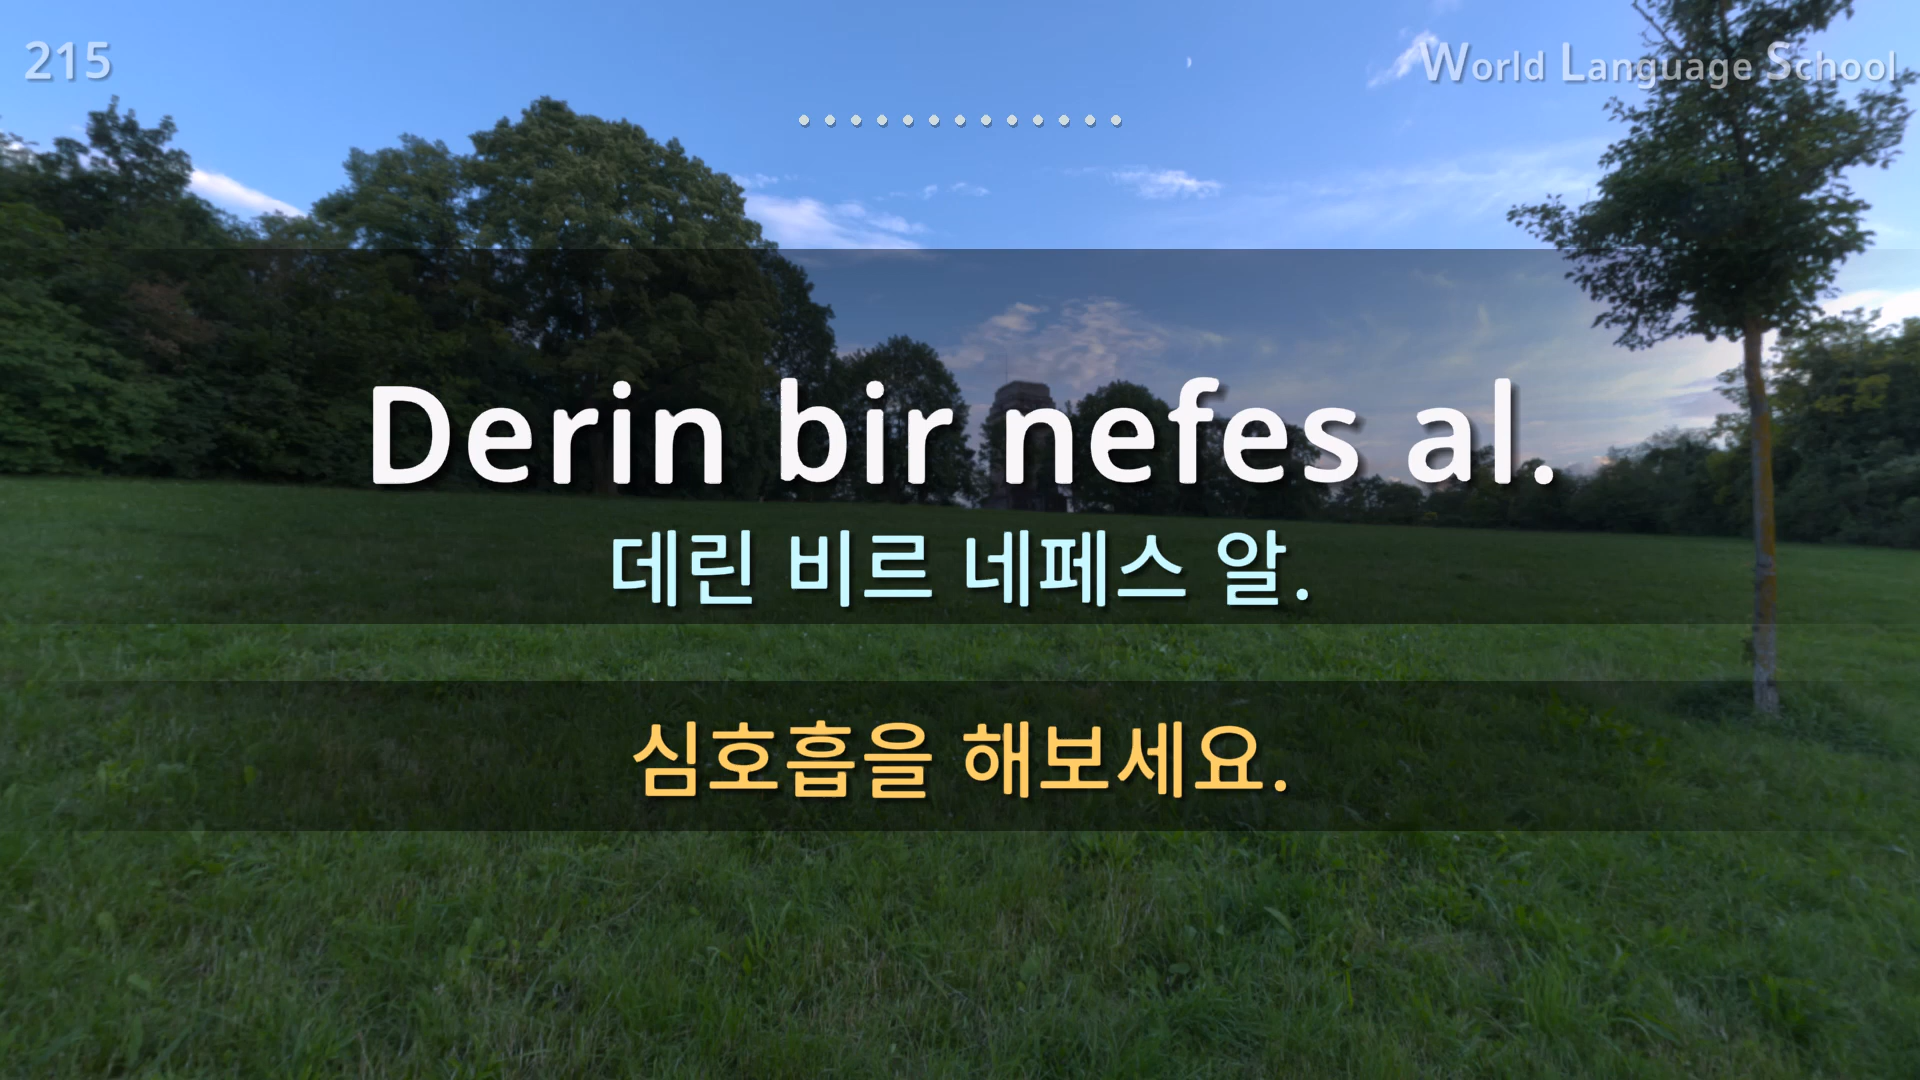 215
World Language School
Derin bir nefes al.
데린 비르 네페스 알.
심호흡을 해보세요.